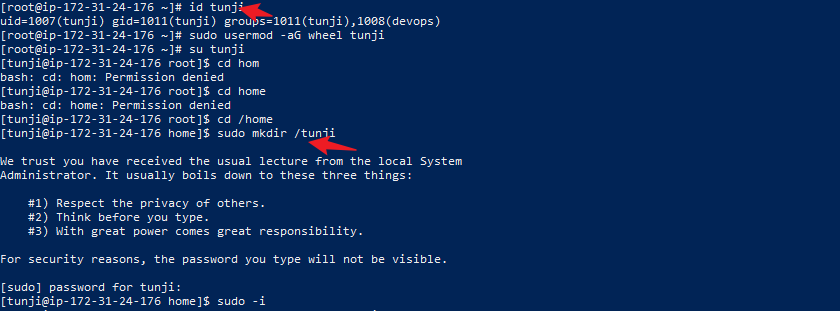 [root@ip-172-31-24-176 ~]# id tunji
uid=1007(tunji) gid=1011(tunji) groups=1011(tunji),1008(devops)
[root@ip-172-31-24-176 ~]# sudo usermod -aG wheel tunji
[root@ip-172-31-24-176 ~]# su tunji
[tunji@ip-172-31-24-176 root]$ cd hom
bash: cd: hom: Permission denied
[tunji@ip-172-31-24-176 root]$ cd home
bash: cd: home: Permission denied
[tunji@ip-172-31-24-176 root]$ cd /home
[tunji@ip-172-31-24-176 home]$ sudo mkdir /tunji
We trust you have received the usual lecture from the local System
Administrator. It usually boils down to these three things:
#1) Respect the privacy of others.
#2) Think before you type.
#3) With great power comes great responsibility.
For security reasons, the password you type will not be visible.
[sudo] password for tunji:
[tunji@ip-172-31-24-176 home]$ sudo -i